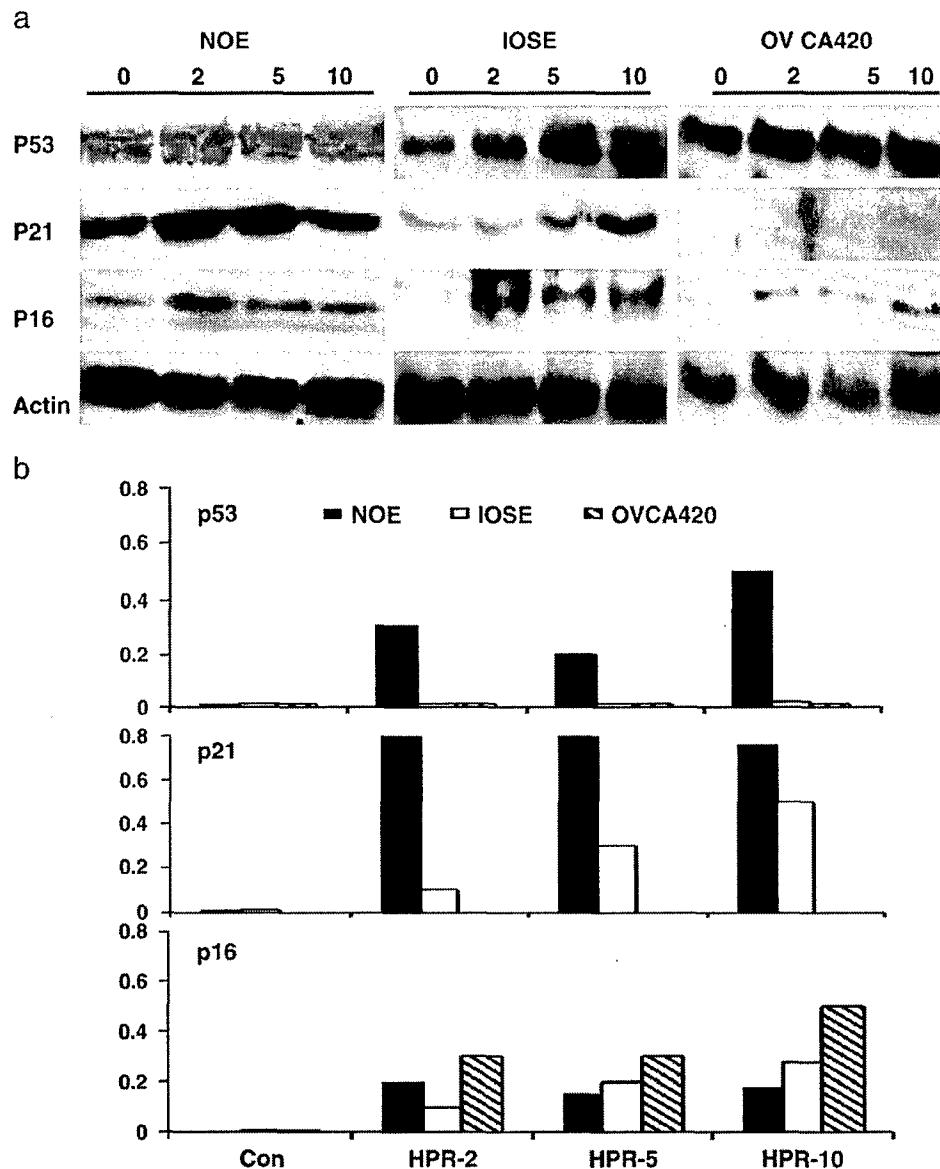 a
NOE IOSE OV CA420
0 2 5 10 0 2 5 10 0 2 5 10
P53
P21
P16
Actin
b
0.8
p53 NOE IOSE OVCA420
0.6
0.4
0.2
0
0.8
p21
0.6
0.4
0.2
0
0.8
p16
0.6
0.4
0.2
0
Con HPR-2 HPR-5 HPR-10